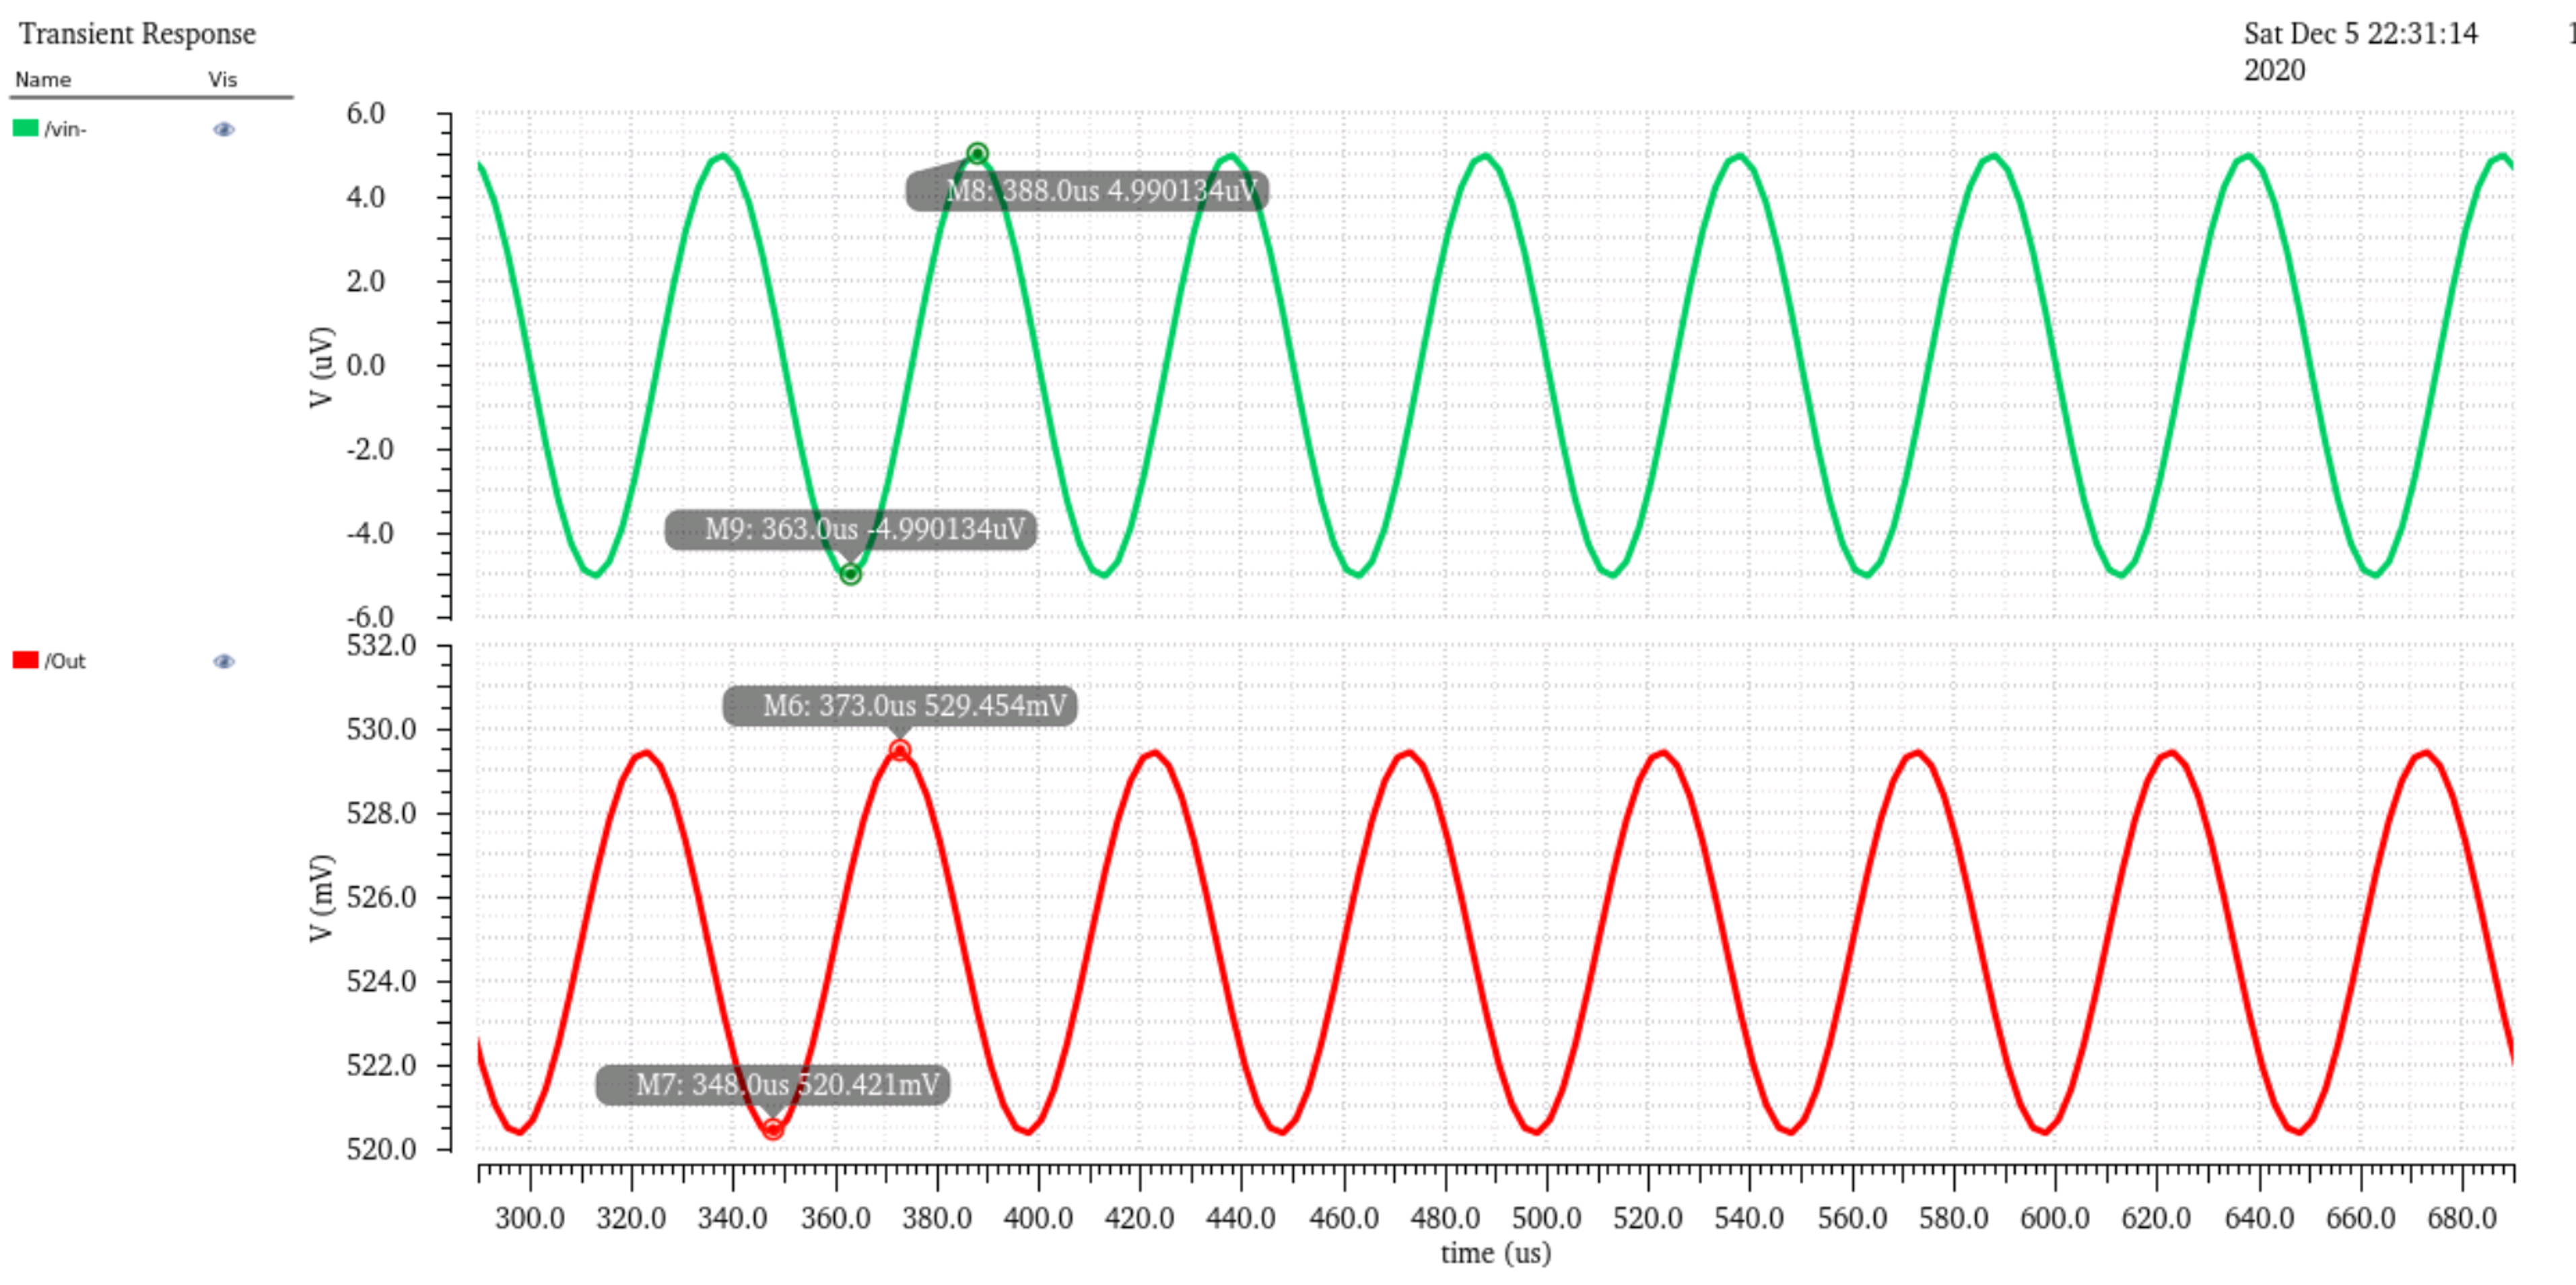 Transient Response
Sat Dec 5 22:31:14
2020
1
Name Vis
/vin-
6.0
4.0
2.0
0.0
-2.0
-4.0
-6.0
V (uV)
M8: 388.0us 4.990134uV
M9: 363.0us -4.990134uV
/Out
532.0
530.0
528.0
526.0
524.0
522.0
520.0
V (mV)
M6: 373.0us 529.454mV
M7: 348.0us 520.421mV
300.0 320.0 340.0 360.0 380.0 400.0 420.0 440.0 460.0 480.0 500.0 520.0 540.0 560.0 580.0 600.0 620.0 640.0 660.0 680.0
time (us)